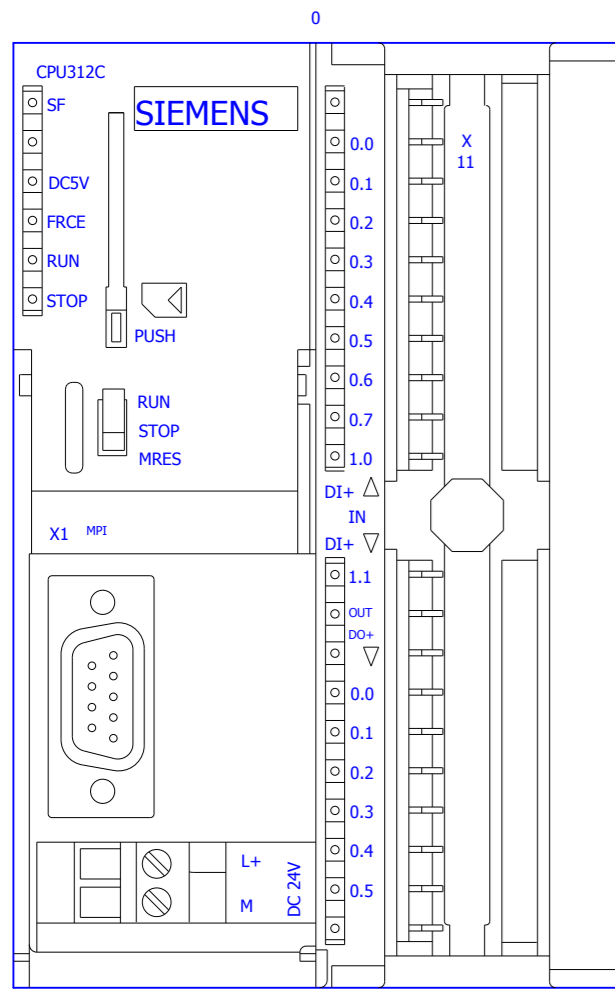 0
CPU312C
SF
SIEMENS
DC5V
FRCE
RUN
STOP
PUSH
RUN
STOP
MRES
X1 MPI
L+
M
DC 24V
0.0
0.1
0.2
0.3
0.4
0.5
0.6
0.7
1.0
DI+
IN
DI+
1.1
OUT
DO+
0.0
0.1
0.2
0.3
0.4
0.5
X
11